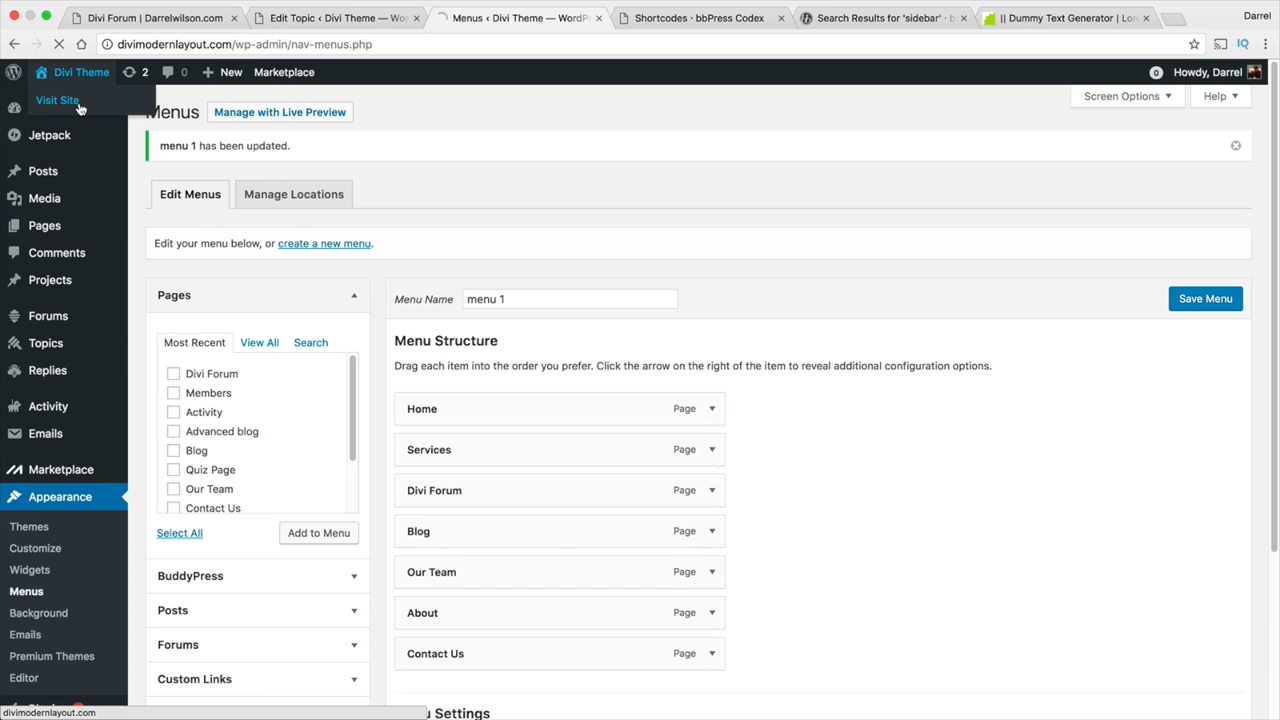 Divi Forum | Darrelwilson.com
Edit Topic ‹ Divi Theme — WordP
Menus ‹ Divi Theme — WordPr
Shortcodes · bbPress Codex
Search Results for 'sidebar' · b
|| Dummy Text Generator | Lor
Darrel
divimodernlayout.com/wp-admin/nav-menus.php
Divi Theme
2
0
New
Marketplace
0
Howdy, Darrel
Visit Site
Menus
Manage with Live Preview
Screen Options
Help
Jetpack
Posts
Media
Pages
Comments
Projects
Forums
Topics
Replies
Activity
Emails
Marketplace
Appearance
Themes
Customize
Widgets
Menus
Background
Emails
Premium Themes
Editor
divimodernlayout.com
menu 1 has been updated.
Edit Menus
Manage Locations
Edit your menu below, or create a new menu.
Pages
Most Recent
View All
Search
Divi Forum
Members
Activity
Advanced blog
Blog
Quiz Page
Our Team
Contact Us
Select All
Add to Menu
BuddyPress
Posts
Forums
Custom Links
Menu Name
menu 1
Save Menu
Menu Structure
Drag each item into the order you prefer. Click the arrow on the right of the item to reveal additional configuration options.
Home Page
Services Page
Divi Forum Page
Blog Page
Our Team Page
About Page
Contact Us Page
Settings